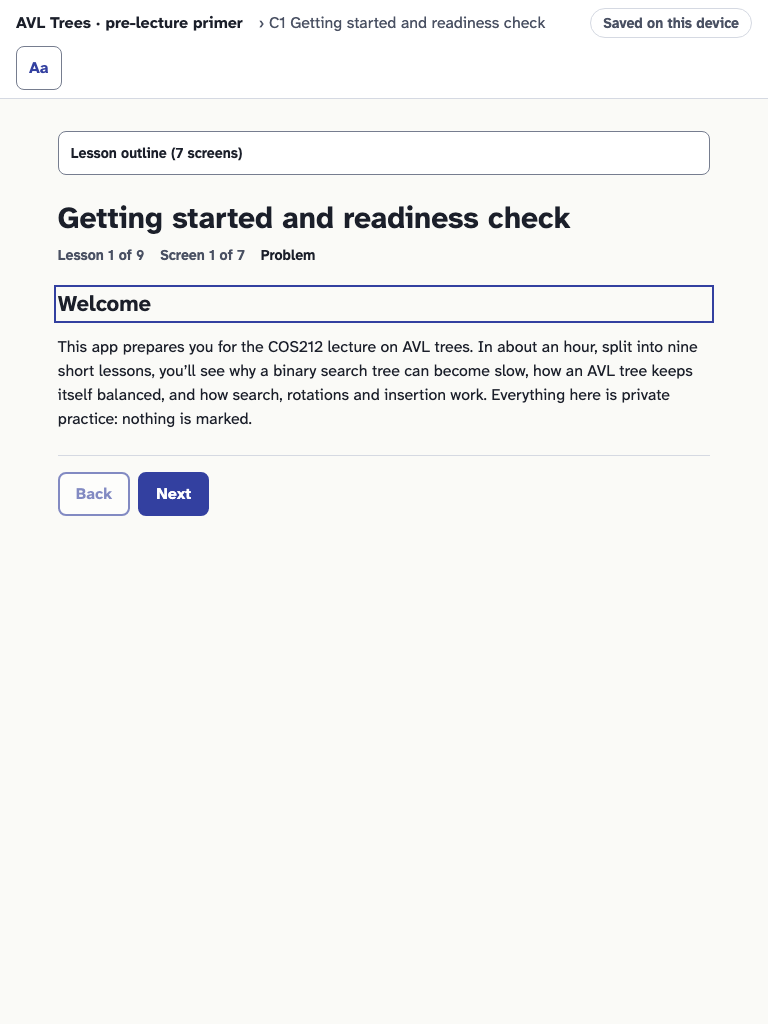 AVL Trees · pre-lecture primer › C1 Getting started and readiness check Saved on this device
Aa
Lesson outline (7 screens)
Getting started and readiness check
Lesson 1 of 9 Screen 1 of 7 Problem
Welcome
This app prepares you for the COS212 lecture on AVL trees. In about an hour, split into nine
short lessons, you’ll see why a binary search tree can become slow, how an AVL tree keeps
itself balanced, and how search, rotations and insertion work. Everything here is private
practice: nothing is marked.
Back Next